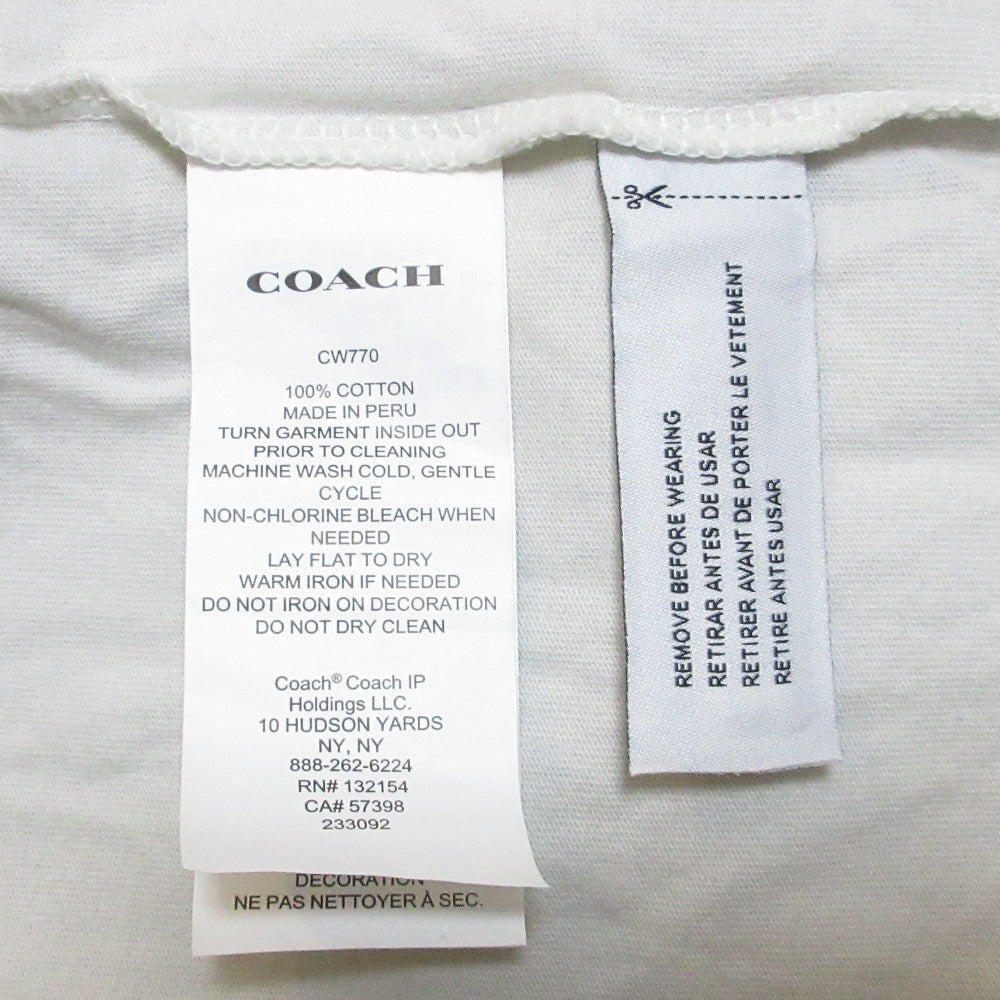 COACH
CW770
100% COTTON
MADE IN PERU
TURN GARMENT INSIDE OUT
PRIOR TO CLEANING
MACHINE WASH COLD, GENTLE
CYCLE
NON-CHLORINE BLEACH WHEN
NEEDED
LAY FLAT TO DRY
WARM IRON IF NEEDED
DO NOT IRON ON DECORATION
DO NOT DRY CLEAN
Coach® Coach IP
Holdings LLC.
10 HUDSON YARDS
NY, NY
888-262-6224
RN# 132154
CA# 57398
233092
DECORATION
NE PAS NETTOYER À SEC.
REMOVE BEFORE WEARING
RETIRAR ANTES DE USAR
RETIRER AVANT DE PORTER LE VETEMENT
RETIRE ANTES USAR